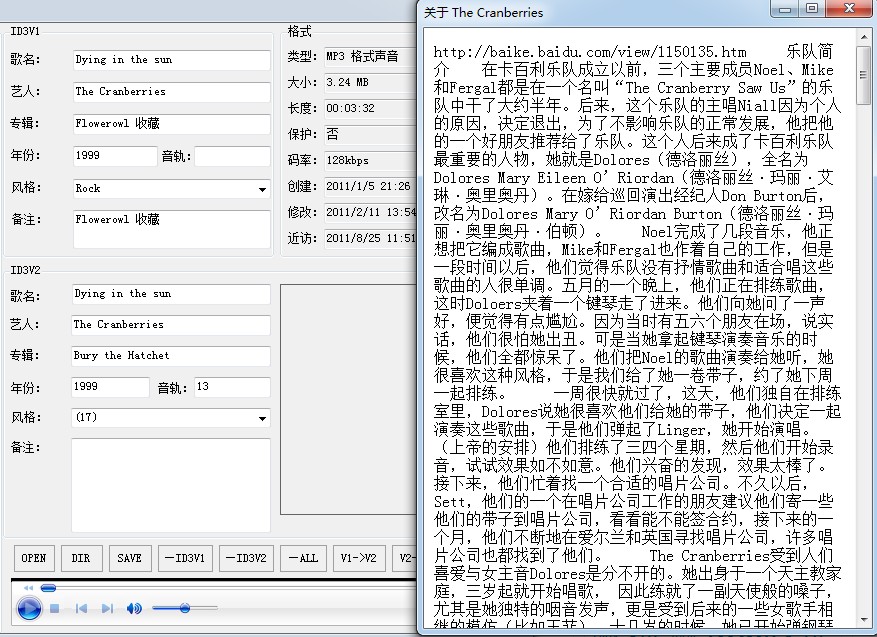 ID3V1
歌名： Dying in the sun
艺人： The Cranberries
专辑： Flowerowl 收藏
年份： 1999 音轨：
风格： Rock
备注： Flowerowl 收藏
格式
类型： MP3 格式声音
大小： 3.24 MB
长度： 00:03:32
保护： 否
码率： 128kbps
创建： 2011/1/5 21:26
修改： 2011/2/11 13:54
近访： 2011/8/25 11:51
ID3V2
歌名： Dying in the sun
艺人： The Cranberries
专辑： Bury the Hatchet
年份： 1999 音轨： 13
风格： (17)
备注：
OPEN DIR SAVE —ID3V1 —ID3V2 —ALL V1->V2 V2-
关于 The Cranberries
http://baike.baidu.com/view/1150135.htm 乐队简
介 在卡百利乐队成立以前，三个主要成员Noel、Mike
和Fergal都是在一个名叫“The Cranberry Saw Us”的乐
队中干了大约半年。后来，这个乐队的主唱Niall因为个人
的原因，决定退出，为了不影响乐队的正常发展，他把他
的一个好朋友推荐给了乐队。这个人后来成了卡百利乐队
最重要的人物，她就是Dolores（德洛丽丝），全名为
Dolores Mary Eileen O’Riordan（德洛丽丝·玛丽·艾
琳·奥里奥丹）。在嫁给巡回演出经纪人Don Burton后，
改名为Dolores Mary O’Riordan Burton（德洛丽丝·玛
丽·奥里奥丹·伯顿）。 Noel完成了几段音乐，他正
想把它编成歌曲，Mike和Fergal也作着自己的工作，但是
一段时间以后，他们觉得乐队没有抒情歌曲和适合唱这些
歌曲的人很单调。五月的一个晚上，他们正在排练歌曲，
这时Doloers夹着一个键琴走了进来。他们向她问了一声
好，便觉得有点尴尬。因为当时有五六个朋友在场，说实
话，他们很怕她出丑。可是当她拿起键琴演奏音乐的时
候，他们全都惊呆了。他们把Noel的歌曲演奏给她听，她
很喜欢这种风格，于是我们给了她一卷带子，约了她下周
一起排练。 一周很快就过了，这天，他们独自在排练
室里，Dolores说她很喜欢他们给她的带子，他们决定一起
演奏这些歌曲，于是他们弹起了Linger，她开始演唱。
（上帝的安排）他们排练了三四个星期，然后他们开始录
音，试试效果如不如意。他们兴奋的发现，效果太棒了。
接下来，他们忙着找一个合适的唱片公司。不久以后，
Sett，他们的一个在唱片公司工作的朋友建议他们寄一些
他们的带子到唱片公司，看看能不能签合约，接下来的一
个月，他们不断地在爱尔兰和英国寻找唱片公司，许多唱
片公司也都找到了他们。 The Cranberries受到人们
喜爱与女主音Dolores是分不开的。她出身于一个天主教家
庭，三岁起就开始唱歌， 因此练就了一副天使般的嗓子，
尤其是她独特的咽音发声，更是受到后来的一些女歌手相
继的模仿（比如王菲）。十几岁的时候，她已开始弹钢琴